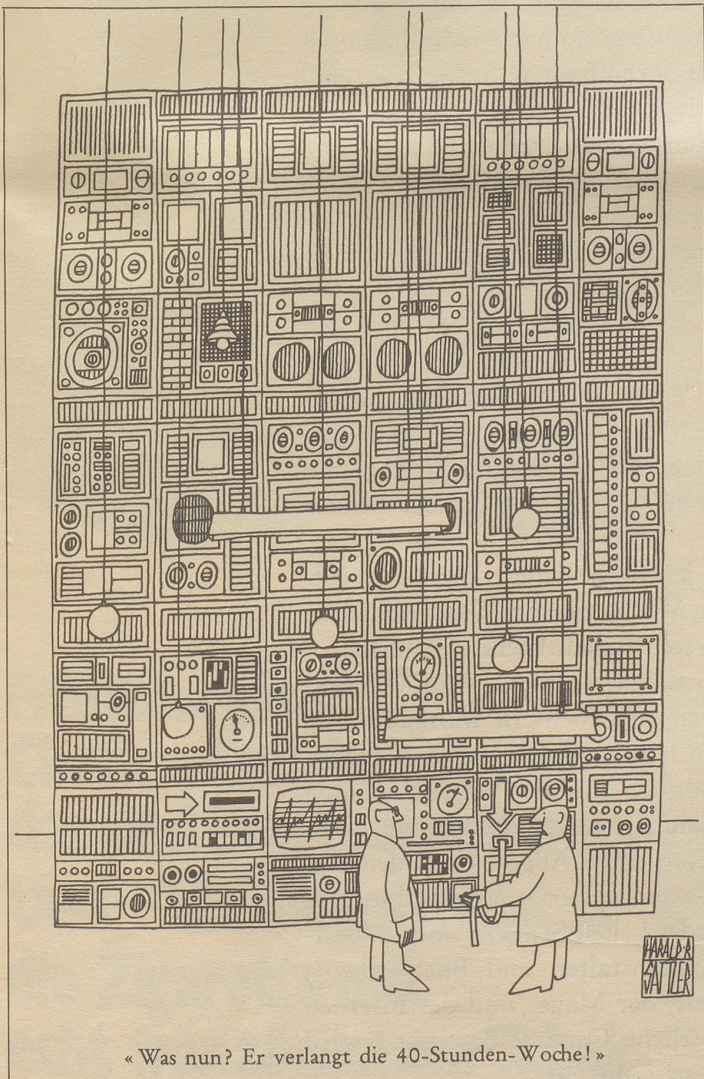 HARALD·R·
SATTLER
« Was nun? Er verlangt die 40-Stunden-Woche! »